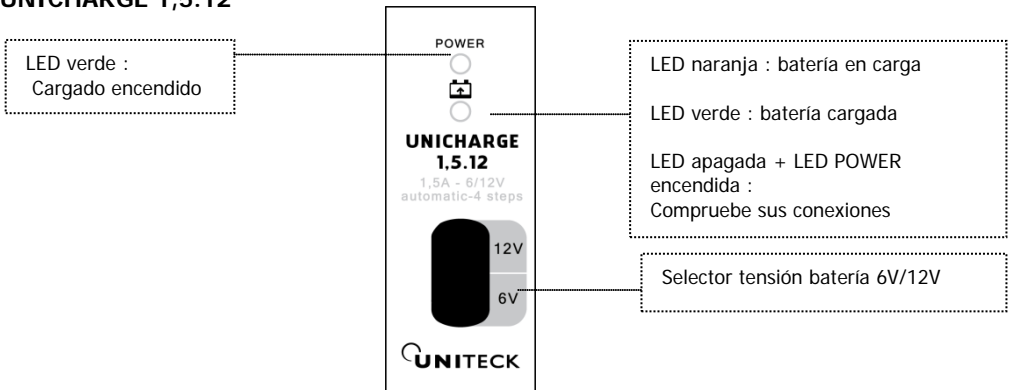 UNICHARGE 1,5.12
LED verde :
Cargado encendido
POWER
UNICHARGE
1,5.12
1,5A - 6/12V
automatic-4 steps
12V
6V
UNITECK
LED naranja : batería en carga
LED verde : batería cargada
LED apagada + LED POWER
encendida :
Compruebe sus conexiones
Selector tensión batería 6V/12V